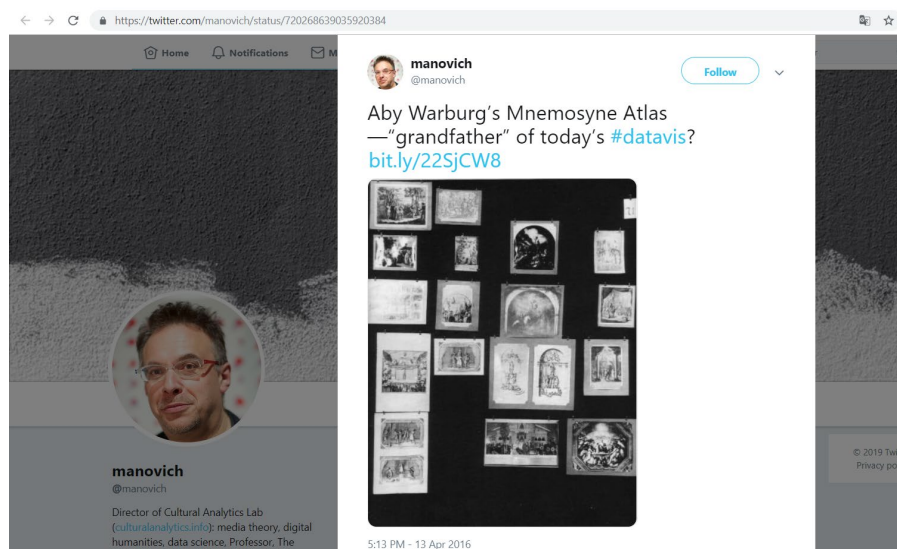 https://twitter.com/manovich/status/720268639035920384
Home Notifications M
manovich
@manovich
Follow
Aby Warburg’s Mnemosyne Atlas
—“grandfather” of today’s #datavis?
bit.ly/22SjCW8
5:13 PM - 13 Apr 2016
manovich
@manovich
Director of Cultural Analytics Lab
(culturalanalytics.info): media theory, digital
humanities, data science, Professor, The
© 2019 Twi
Privacy po